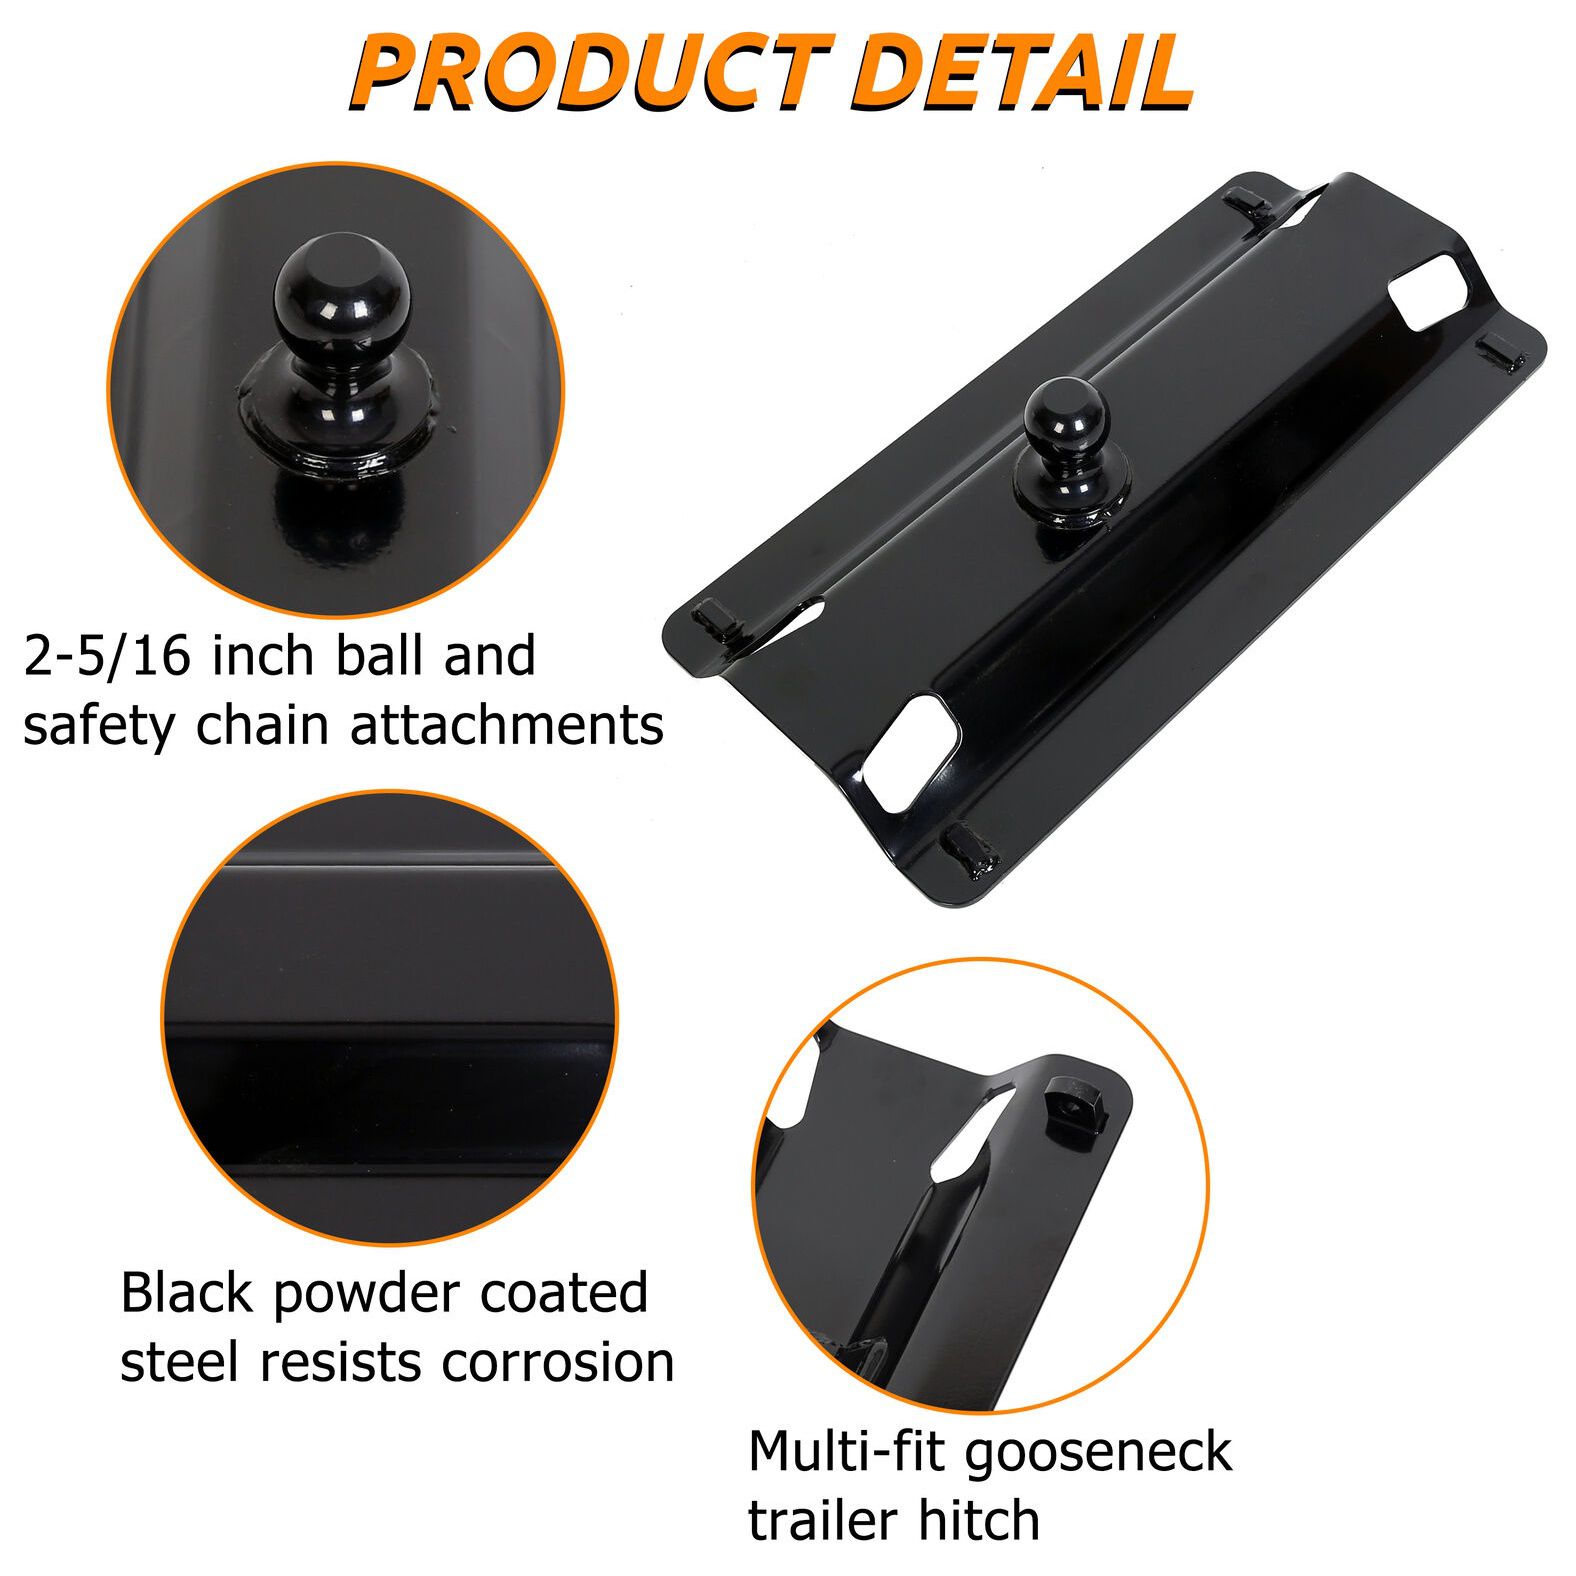 PRODUCT DETAIL
2-5/16 inch ball and
safety chain attachments
Black powder coated
steel resists corrosion
Multi-fit gooseneck
trailer hitch